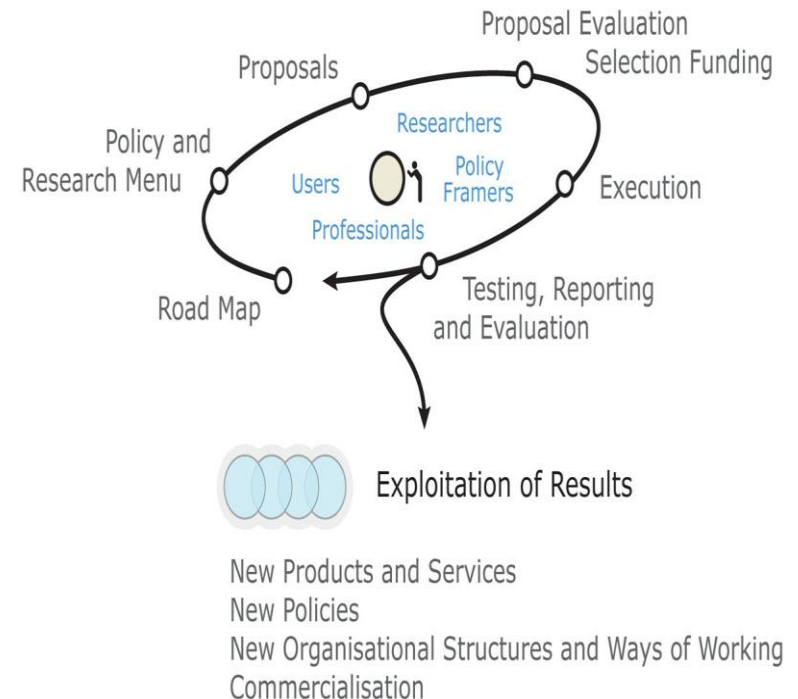 Proposal Evaluation
Selection Funding
Proposals
Researchers
Policy and
Research Menu
Users
Policy
Framers
Execution
Professionals
Road Map
Testing, Reporting
and Evaluation
Exploitation of Results
New Products and Services
New Policies
New Organisational Structures and Ways of Working
Commercialisation